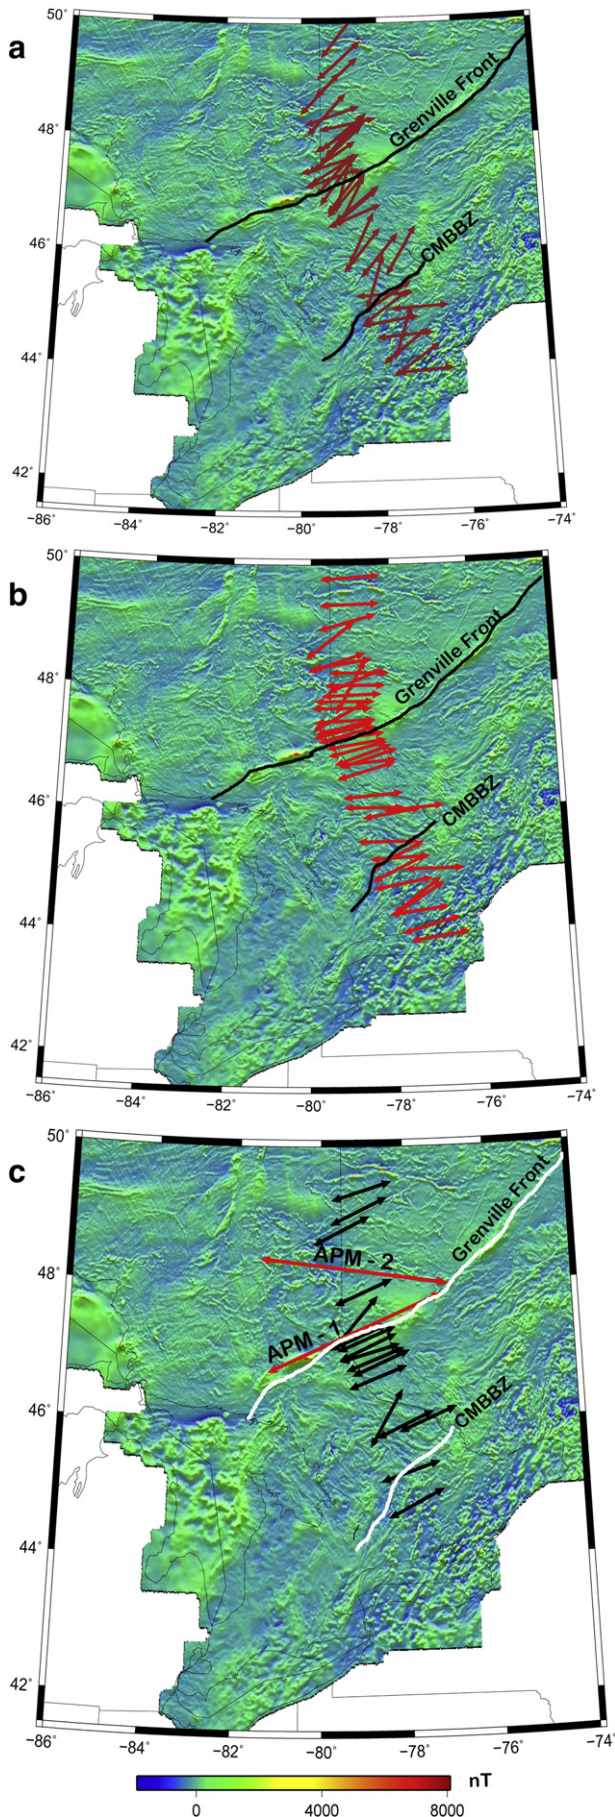 a
50°
48°
46°
44°
42°
Grenville Front
CMBBZ
−86 −84 −82 −80 −78 −76 −74
b
50°
48°
46°
44°
42°
Grenville Front
CMBBZ
−86° −84° −82° −80° −78° −76° −74°
c
50°
48°
46°
44°
42°
Grenville Front
APM - 2
APM - 1
CMBBZ
−86° −84° −82° −80° −78° −76° −74°
nT
0 4000 8000